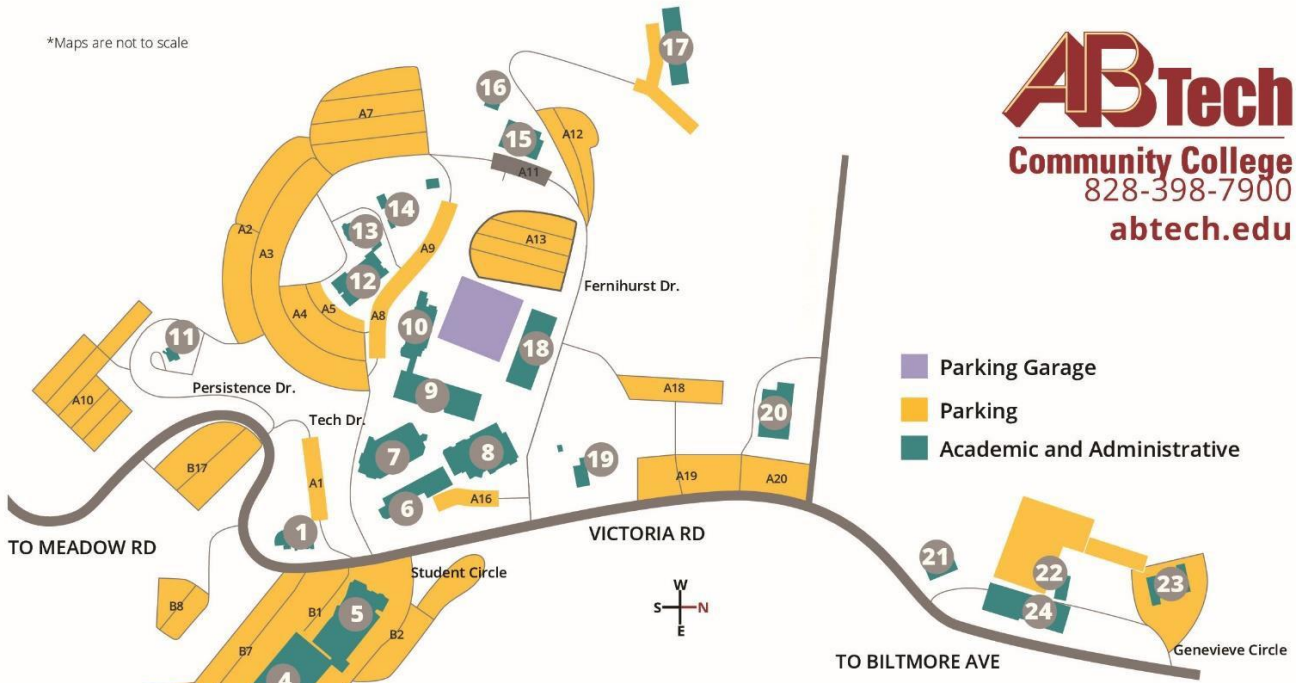 *Maps are not to scale
AB Tech
Community College
828-398-7900
abtech.edu
17
16
A7
A12
15
A11
14
A2
13
A9
A13
A3
12
Fernihurst Dr.
A5
A4
A8
10
11
18
Parking Garage
A18
9
Persistence Dr.
A10
Parking
20
Tech Dr.
Academic and Administrative
7
8
19
B17
A1
A19
A20
A16
6
1
VICTORIA RD
TO MEADOW RD
21
Student Circle
22
W
23
B8
S
N
B1
5
24
E
B2
B7
Genevieve Circle
TO BILTMORE AVE
4